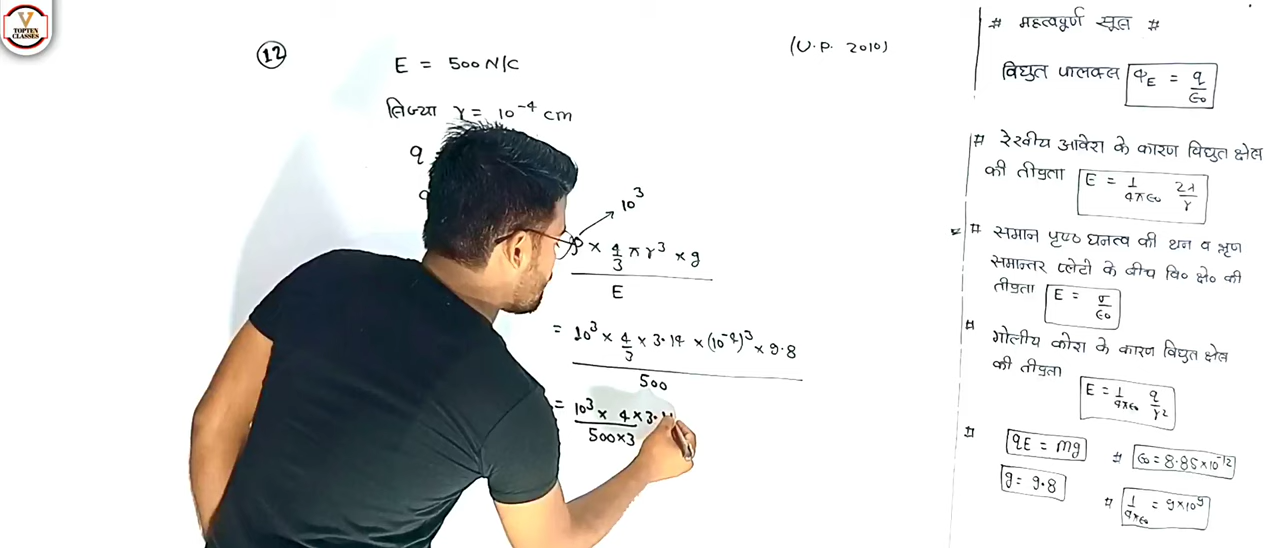 V
TOPTEN
CLASSES
12
(U.P. 2010)
E = 500 N/C
त्रिज्या r = 10⁻⁴ cm
q
10³
× 4/3 π r³ × g
E
= 10³ × 4/3 × 3.14 × (10⁻⁴)³ × 9.8
500
= 10³ × 4 × 3.
500×3
# महत्वपूर्ण सूत्र #
विद्युत फ्लक्स ΦE = q/ε₀
# रेखीय आवेश के कारण विद्युत क्षेत्र
की तीव्रता E = 1/4πε₀ 2λ/r
# समान पृष्ठ घनत्व की धन व ऋण
समान्तर प्लेटो के बीच वि० क्षे० की
तीव्रता E = σ/ε₀
# गोलीय कोश के कारण विद्युत क्षेत्र
की तीव्रता
E = 1/4πε₀ q/r²
# qE = mg
# ε₀ = 8.85×10⁻¹²
g = 9.8
# 1/4πε₀ = 9×10⁹